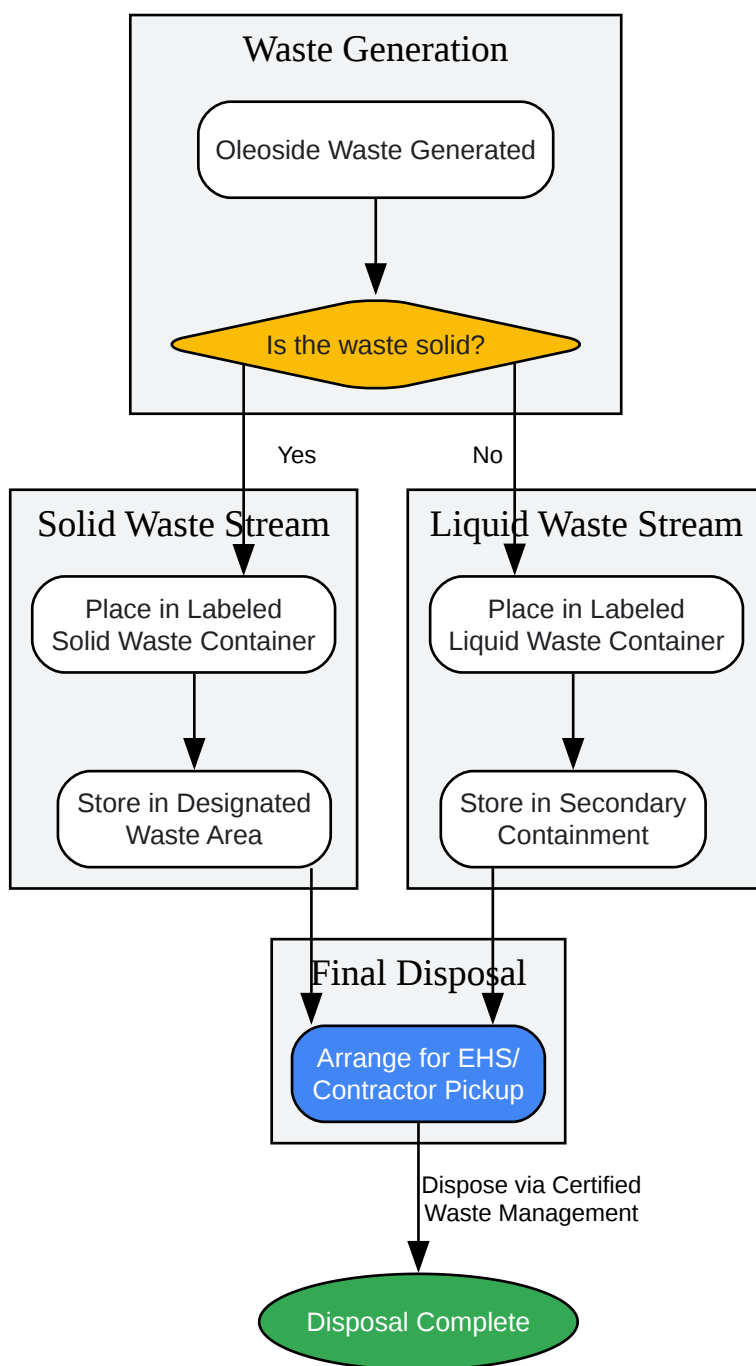 Waste Generation
Oleoside Waste Generated
Is the waste solid?
Yes
No
Solid Waste Stream
Place in Labeled
Solid Waste Container
Store in Designated
Waste Area
Liquid Waste Stream
Place in Labeled
Liquid Waste Container
Store in Secondary
Containment
Final Disposal
Arrange for EHS/
Contractor Pickup
Dispose via Certified
Waste Management
Disposal Complete